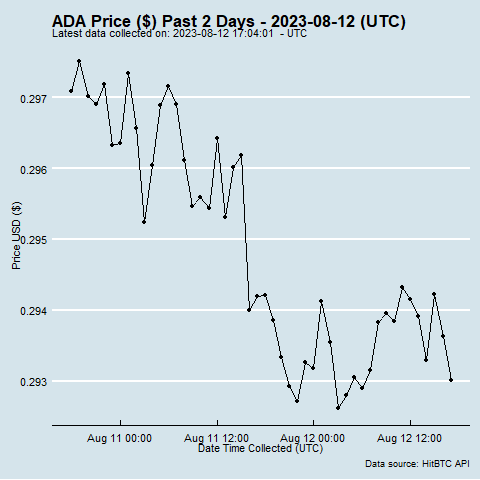 ADA Price ($) Past 2 Days - 2023-08-12 (UTC)
Latest data collected on: 2023-08-12 17:04:01 - UTC
Price USD ($)
0.297
0.296
0.295
0.294
0.293
Aug 11 00:00
Aug 11 12:00
Aug 12 00:00
Aug 12 12:00
Date Time Collected (UTC)
Data source: HitBTC API